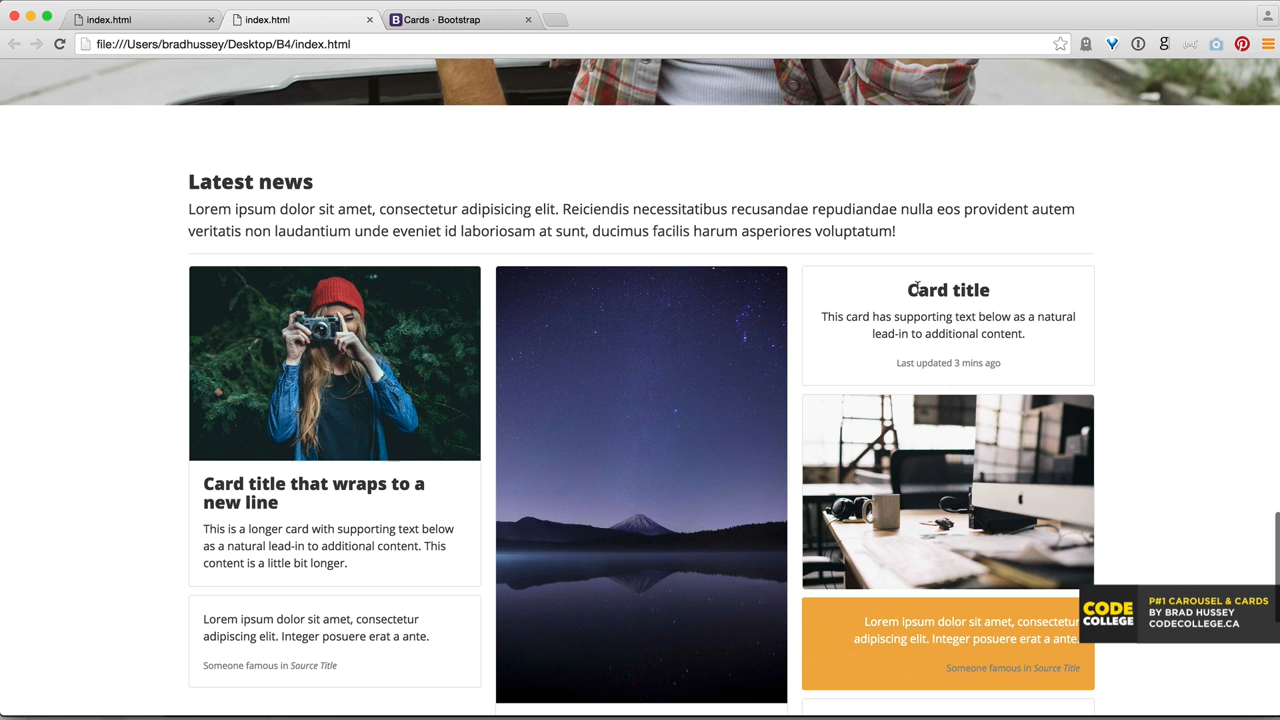 index.html
index.html
Cards · Bootstrap
file:///Users/bradhussey/Desktop/B4/index.html
Latest news
Lorem ipsum dolor sit amet, consectetur adipisicing elit. Reiciendis necessitatibus recusandae repudiandae nulla eos provident autem
veritatis non laudantium unde eveniet id laboriosam at sunt, ducimus facilis harum asperiores voluptatum!
Card title that wraps to a
new line
This is a longer card with supporting text below
as a natural lead-in to additional content. This
content is a little bit longer.
Lorem ipsum dolor sit amet, consectetur
adipiscing elit. Integer posuere erat a ante.
Someone famous in Source Title
Card title
This card has supporting text below as a natural
lead-in to additional content.
Last updated 3 mins ago
Lorem ipsum dolor sit amet, consectetur
adipiscing elit. Integer posuere erat a ante.
Someone famous in Source Title
CODE
COLLEGE
P#1 CAROUSEL & CARDS
BY BRAD HUSSEY
CODECOLLEGE.CA